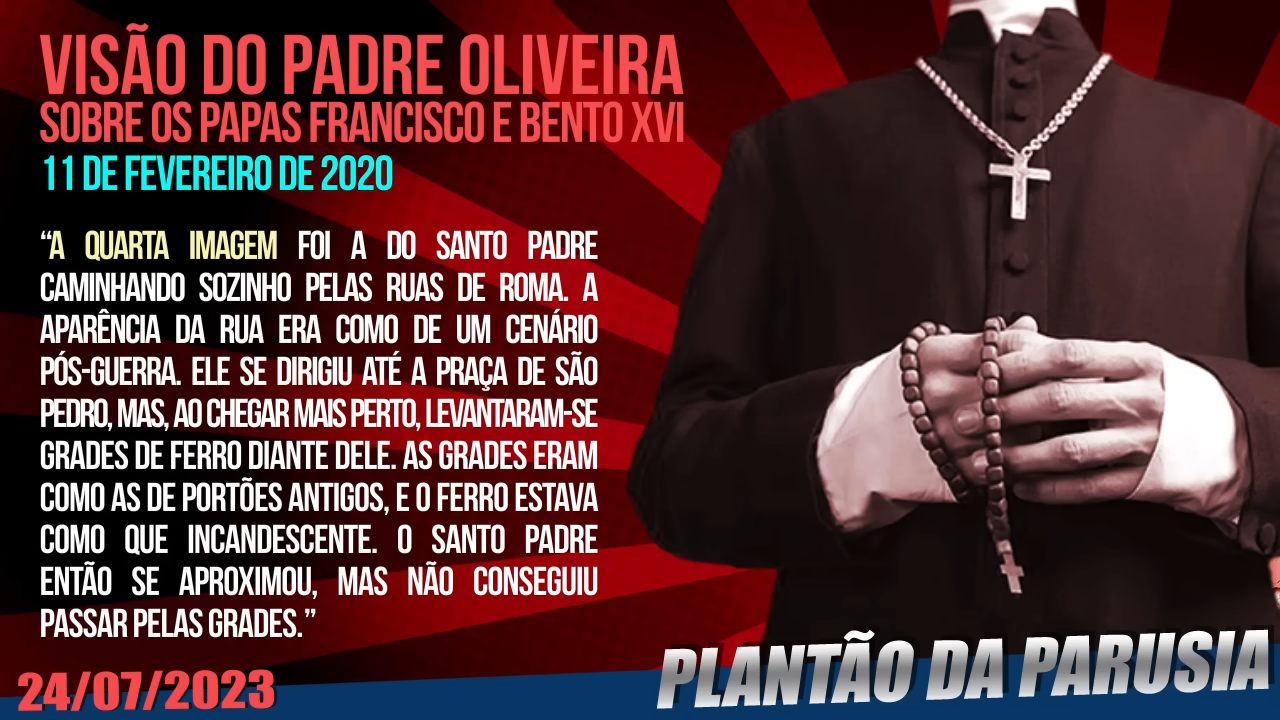 VISÃO DO PADRE OLIVEIRA
SOBRE OS PAPAS FRANCISCO E BENTO XVI
11 DE FEVEREIRO DE 2020
“A QUARTA IMAGEM FOI A DO SANTO PADRE
CAMINHANDO SOZINHO PELAS RUAS DE ROMA. A
APARÊNCIA DA RUA ERA COMO DE UM CENÁRIO
PÓS-GUERRA. ELE SE DIRIGIU ATÉ A PRAÇA DE SÃO
PEDRO, MAS, AO CHEGAR MAIS PERTO, LEVANTARAM-SE
GRADES DE FERRO DIANTE DELE. AS GRADES ERAM
COMO AS DE PORTÕES ANTIGOS, E O FERRO ESTAVA
COMO QUE INCANDESCENTE. O SANTO PADRE
ENTÃO SE APROXIMOU, MAS NÃO CONSEGUIU
PASSAR PELAS GRADES.”
24/07/2023
PLANTÃO DA PARUSIA